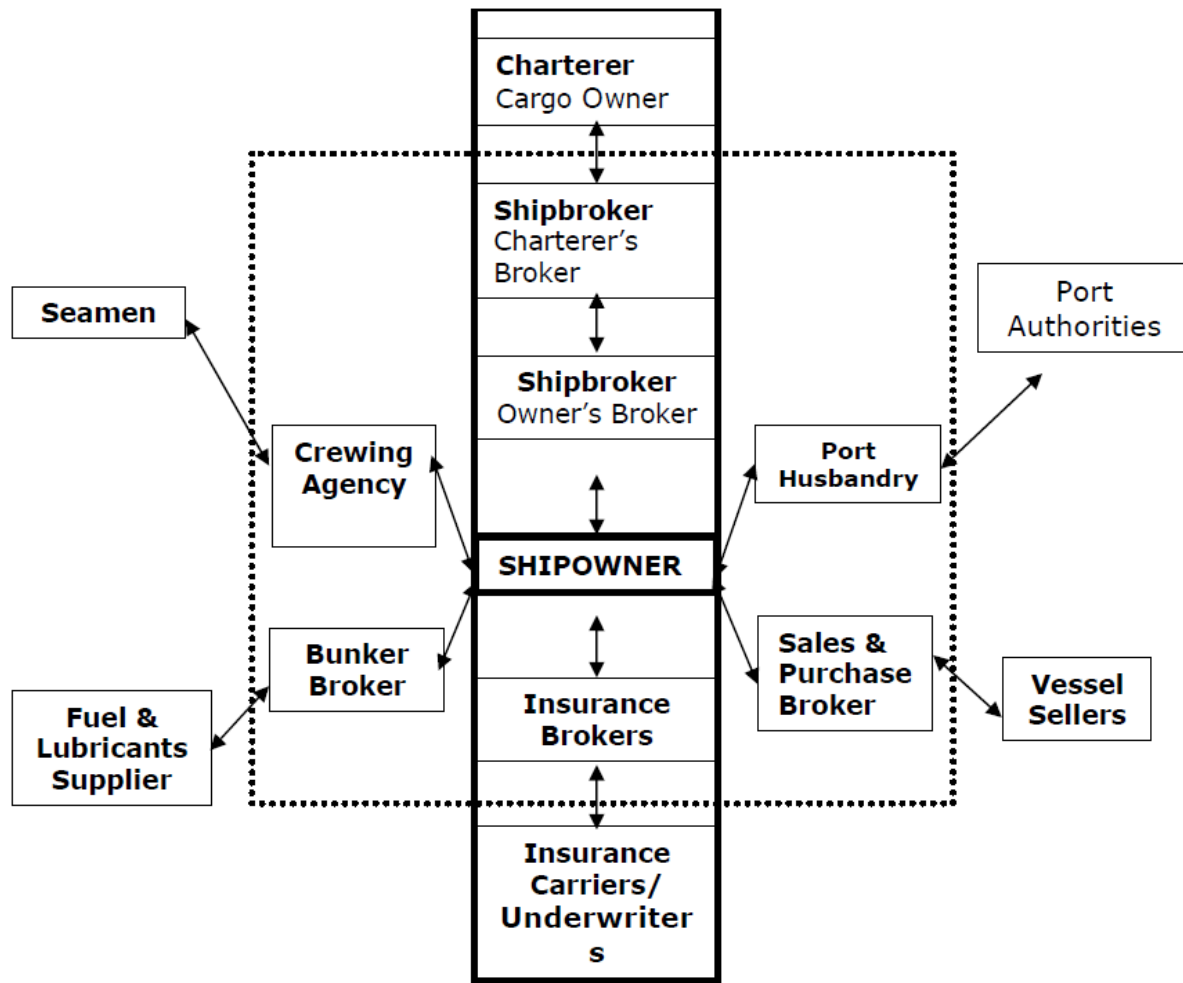 Charterer
Cargo Owner
Shipbroker
Charterer’s
Broker
Seamen
Port
Authorities
Shipbroker
Owner’s Broker
Crewing
Agency
Port
Husbandry
SHIPOWNER
Bunker
Broker
Sales &
Purchase
Broker
Fuel &
Lubricants
Supplier
Insurance
Brokers
Vessel
Sellers
Insurance
Carriers/
Underwriter
s